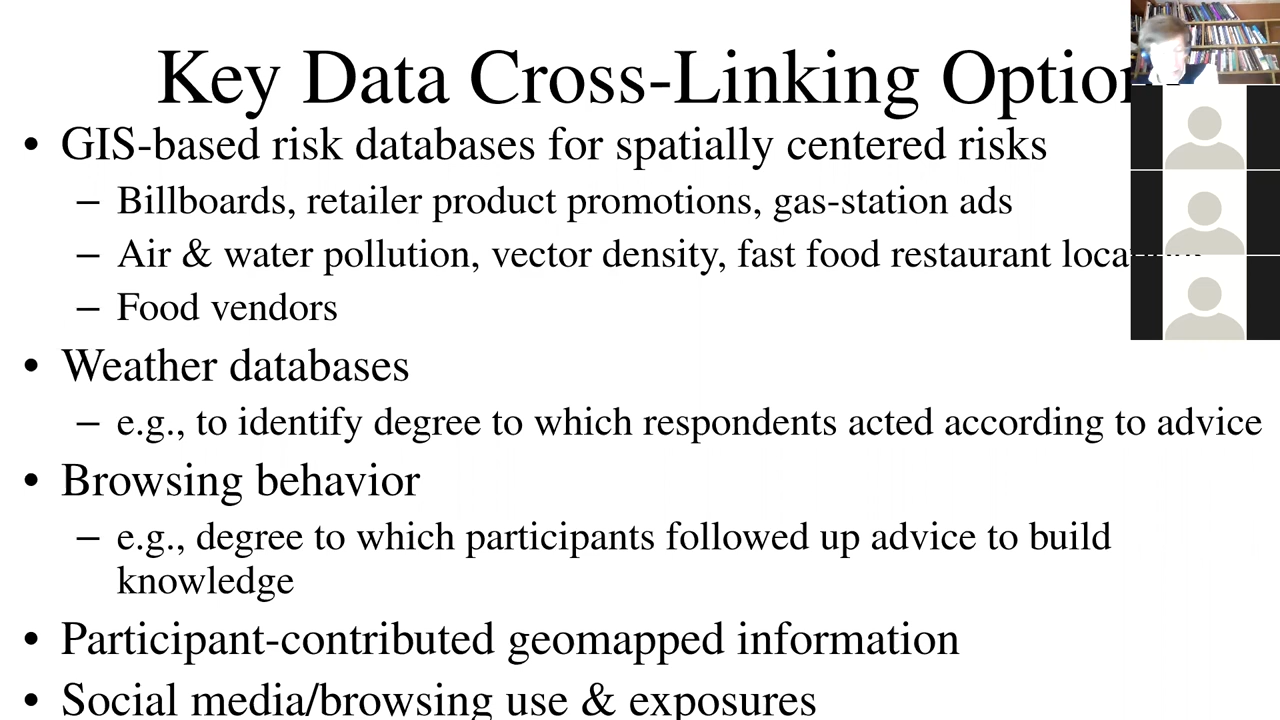 Key Data Cross-Linking
• GIS-based risk databases for spatially centered risks
– Billboards, retailer product promotions, gas-station ads
– Air & water pollution, vector density, fast food restaurant
– Food vendors
• Weather databases
– e.g., to identify degree to which respondents acted according to advice
• Browsing behavior
– e.g., degree to which participants followed up advice to build
knowledge
• Participant-contributed geomapped information
• Social media/browsing use & exposures